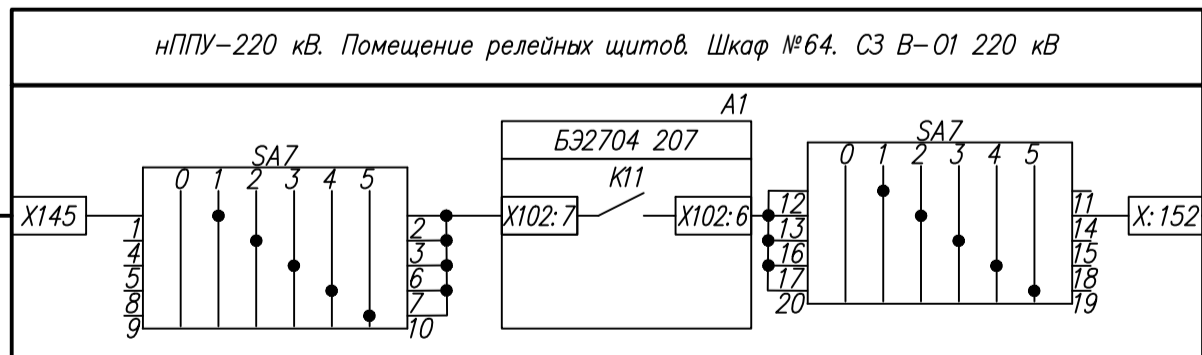 нППУ-220 кВ. Помещение релейных щитов. Шкаф №64. СЗ В-01 220 кВ
A1
SA7
БЭ2704 207
SA7
0 1 2 3 4 5
K11
0 1 2 3 4 5
X145
X102:7
X102:6
X:152
1 2
4 3
5 6
8 7
9 10
12 11
13 14
16 15
17 18
20 19